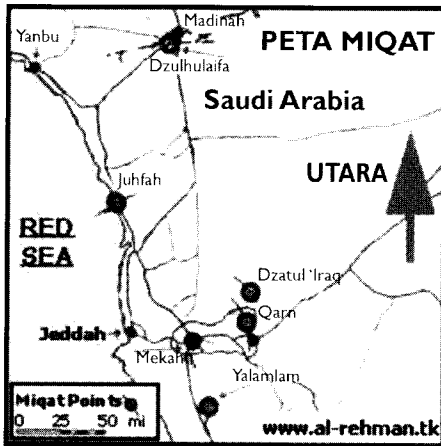 Madinah
PETA MIQAT
Yanbu
Dzulhulaifa
Saudi Arabia
Juhfah
UTARA
RED
SEA
Dzatul 'Iraq
Qarn
Jeddah
Mekah
Yalamlam
Miqat Points
0 25 50 mi
www.al-rehman.tk